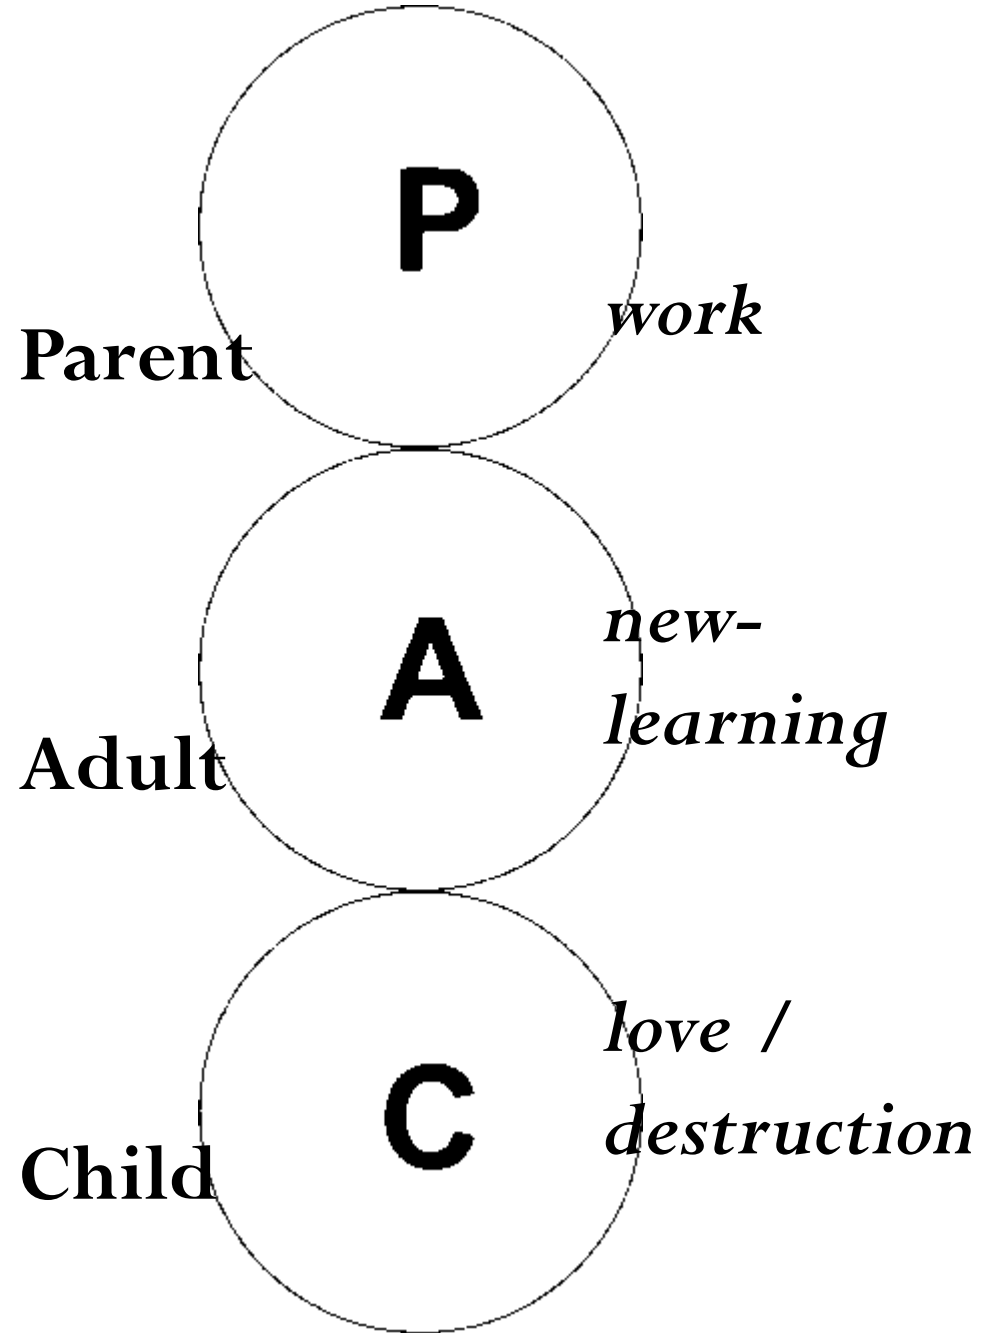 P
work
Parent
A
new-
learning
Adult
C
love /
destruction
Child